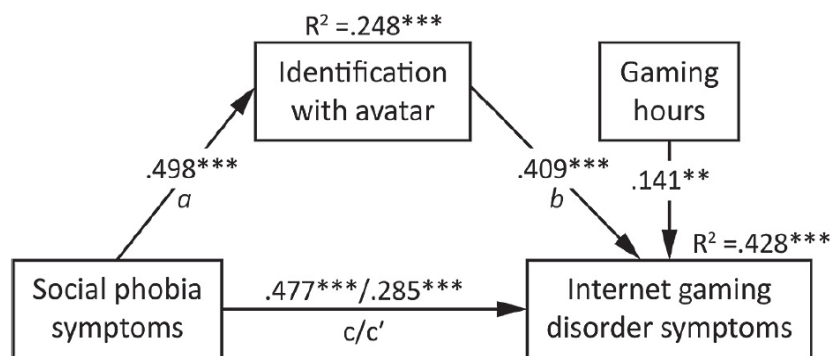 R² =.248***
Identification
with avatar
Gaming
hours
.498***
a
.409***
b
.141**
R² =.428***
Social phobia
symptoms
.477***/.285***
c/c′
Internet gaming
disorder symptoms